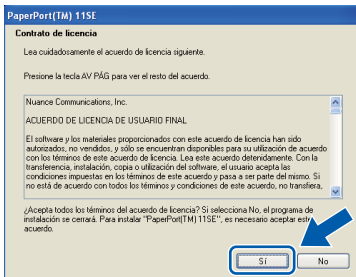 PaperPort(TM) 11SE
Contrato de licencia
Lea cuidadosamente el acuerdo de licencia siguiente.
Presione la tecla AV PÁG para ver el resto del acuerdo.
Nuance Communications, Inc.
ACUERDO DE LICENCIA DE USUARIO FINAL
El software y los materiales proporcionados con este acuerdo de licencia han sido
autorizados, no vendidos, y sólo se encuentran disponibles para su utilización de acuerdo
con los términos de este acuerdo de licencia. Lea este acuerdo detenidamente. Con la
transferencia, instalación, copia o utilización del software, el usuario acepta las
condiciones impuestas en los términos de este acuerdo y pasa a ser parte del mismo. Si
no está de acuerdo con todos los términos y condiciones de este acuerdo, no transfiera,
¿Acepta todos los términos del acuerdo de licencia? Si selecciona No, el programa de
instalación se cerrará. Para instalar "PaperPort(TM) 11SE", es necesario aceptar este
acuerdo.
Sí No